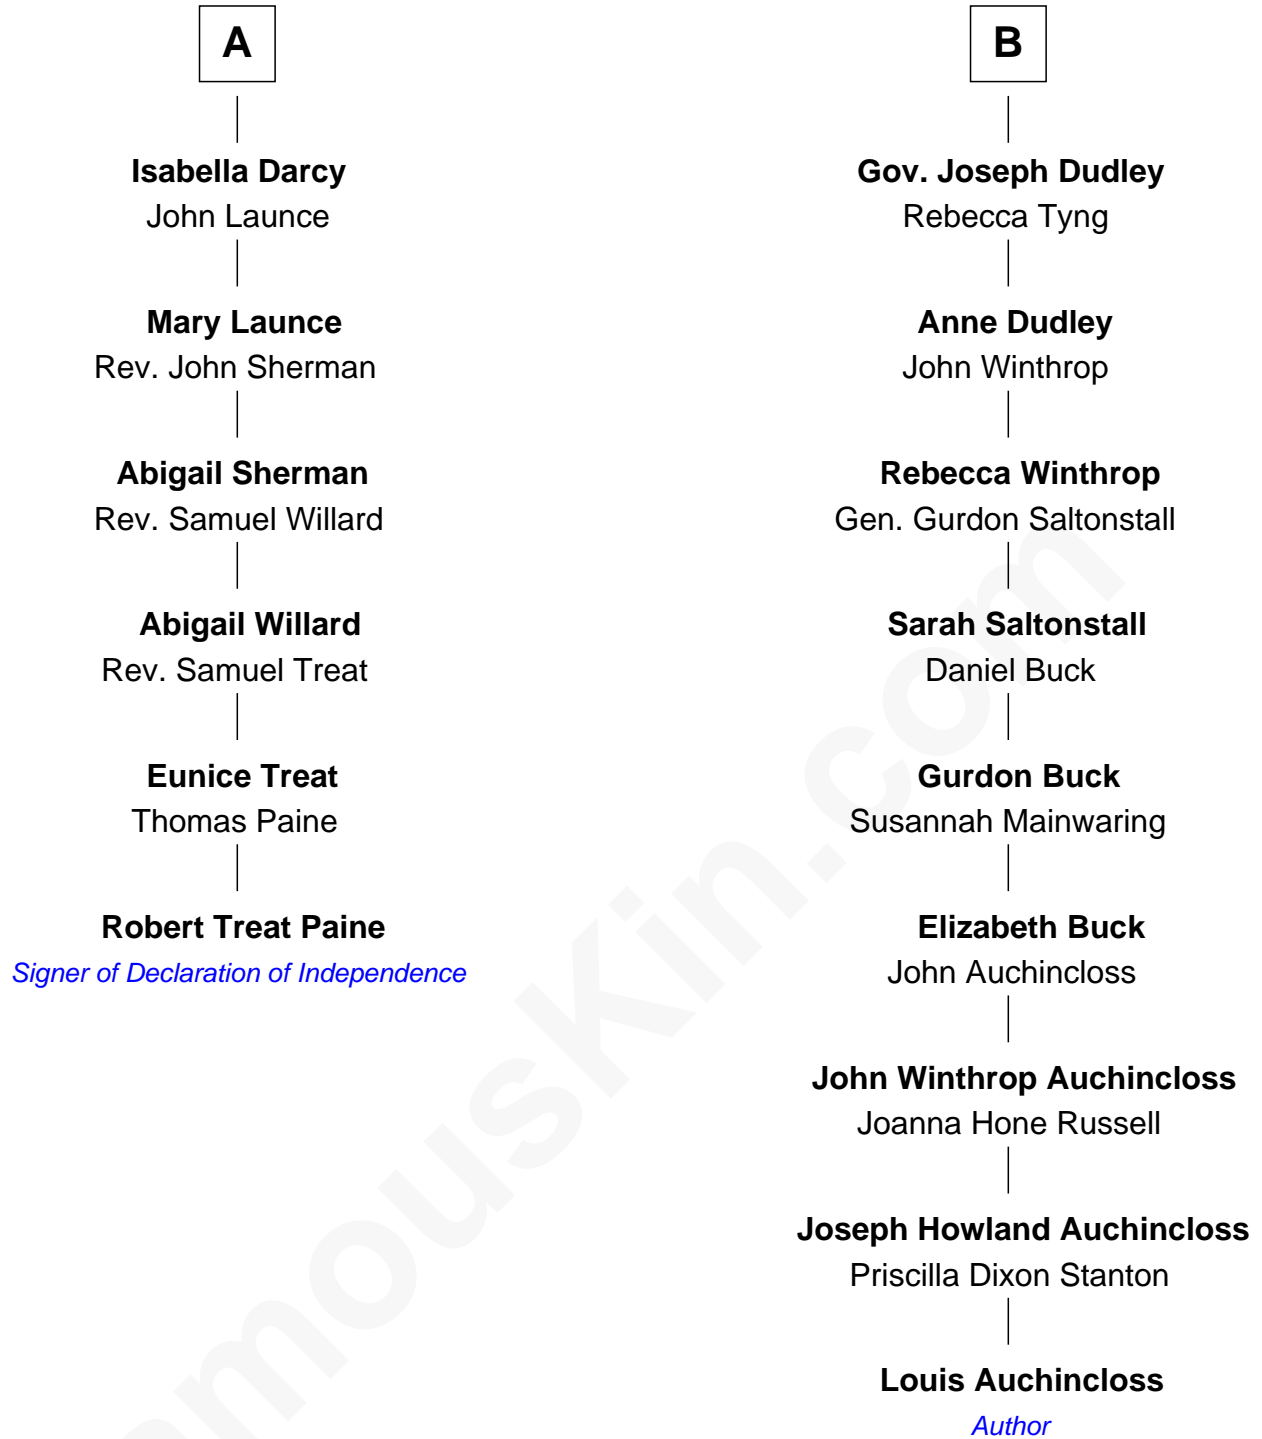 A
Isabella Darcy
John Launce
Mary Launce
Rev. John Sherman
Abigail Sherman
Rev. Samuel Willard
Abigail Willard
Rev. Samuel Treat
Eunice Treat
Thomas Paine
Robert Treat Paine
Signer of Declaration of Independence
B
Gov. Joseph Dudley
Rebecca Tyng
Anne Dudley
John Winthrop
Rebecca Winthrop
Gen. Gurdon Saltonstall
Sarah Saltonstall
Daniel Buck
Gurdon Buck
Susannah Mainwaring
Elizabeth Buck
John Auchincloss
John Winthrop Auchincloss
Joanna Hone Russell
Joseph Howland Auchincloss
Priscilla Dixon Stanton
Louis Auchincloss
Author
amouskin.com